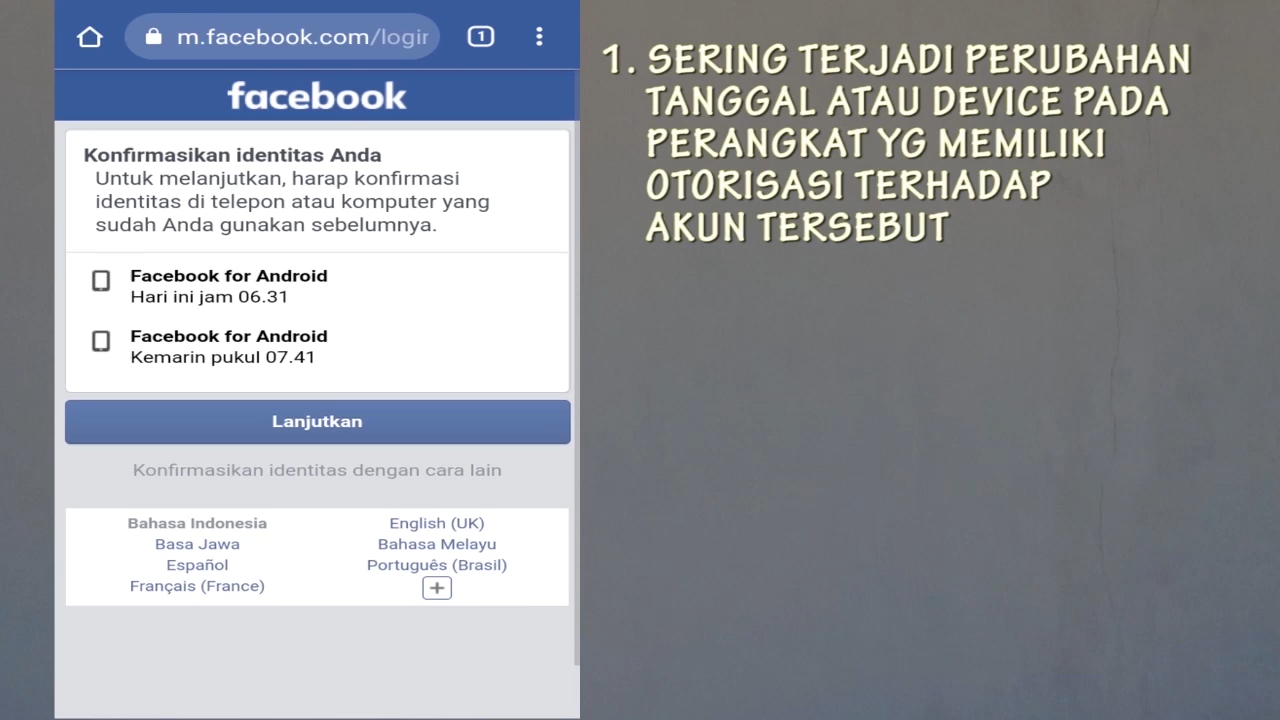 m.facebook.com/login
1
facebook
Konfirmasikan identitas Anda
Untuk melanjutkan, harap konfirmasi
identitas di telepon atau komputer yang
sudah Anda gunakan sebelumnya.
Facebook for Android
Hari ini jam 06.31
Facebook for Android
Kemarin pukul 07.41
Lanjutkan
Konfirmasikan identitas dengan cara lain
Bahasa Indonesia
English (UK)
Basa Jawa
Bahasa Melayu
Español
Português (Brasil)
Français (France)
+
1. SERING TERJADI PERUBAHAN
TANGGAL ATAU DEVICE PADA
PERANGKAT YG MEMILIKI
OTORISASI TERHADAP
AKUN TERSEBUT